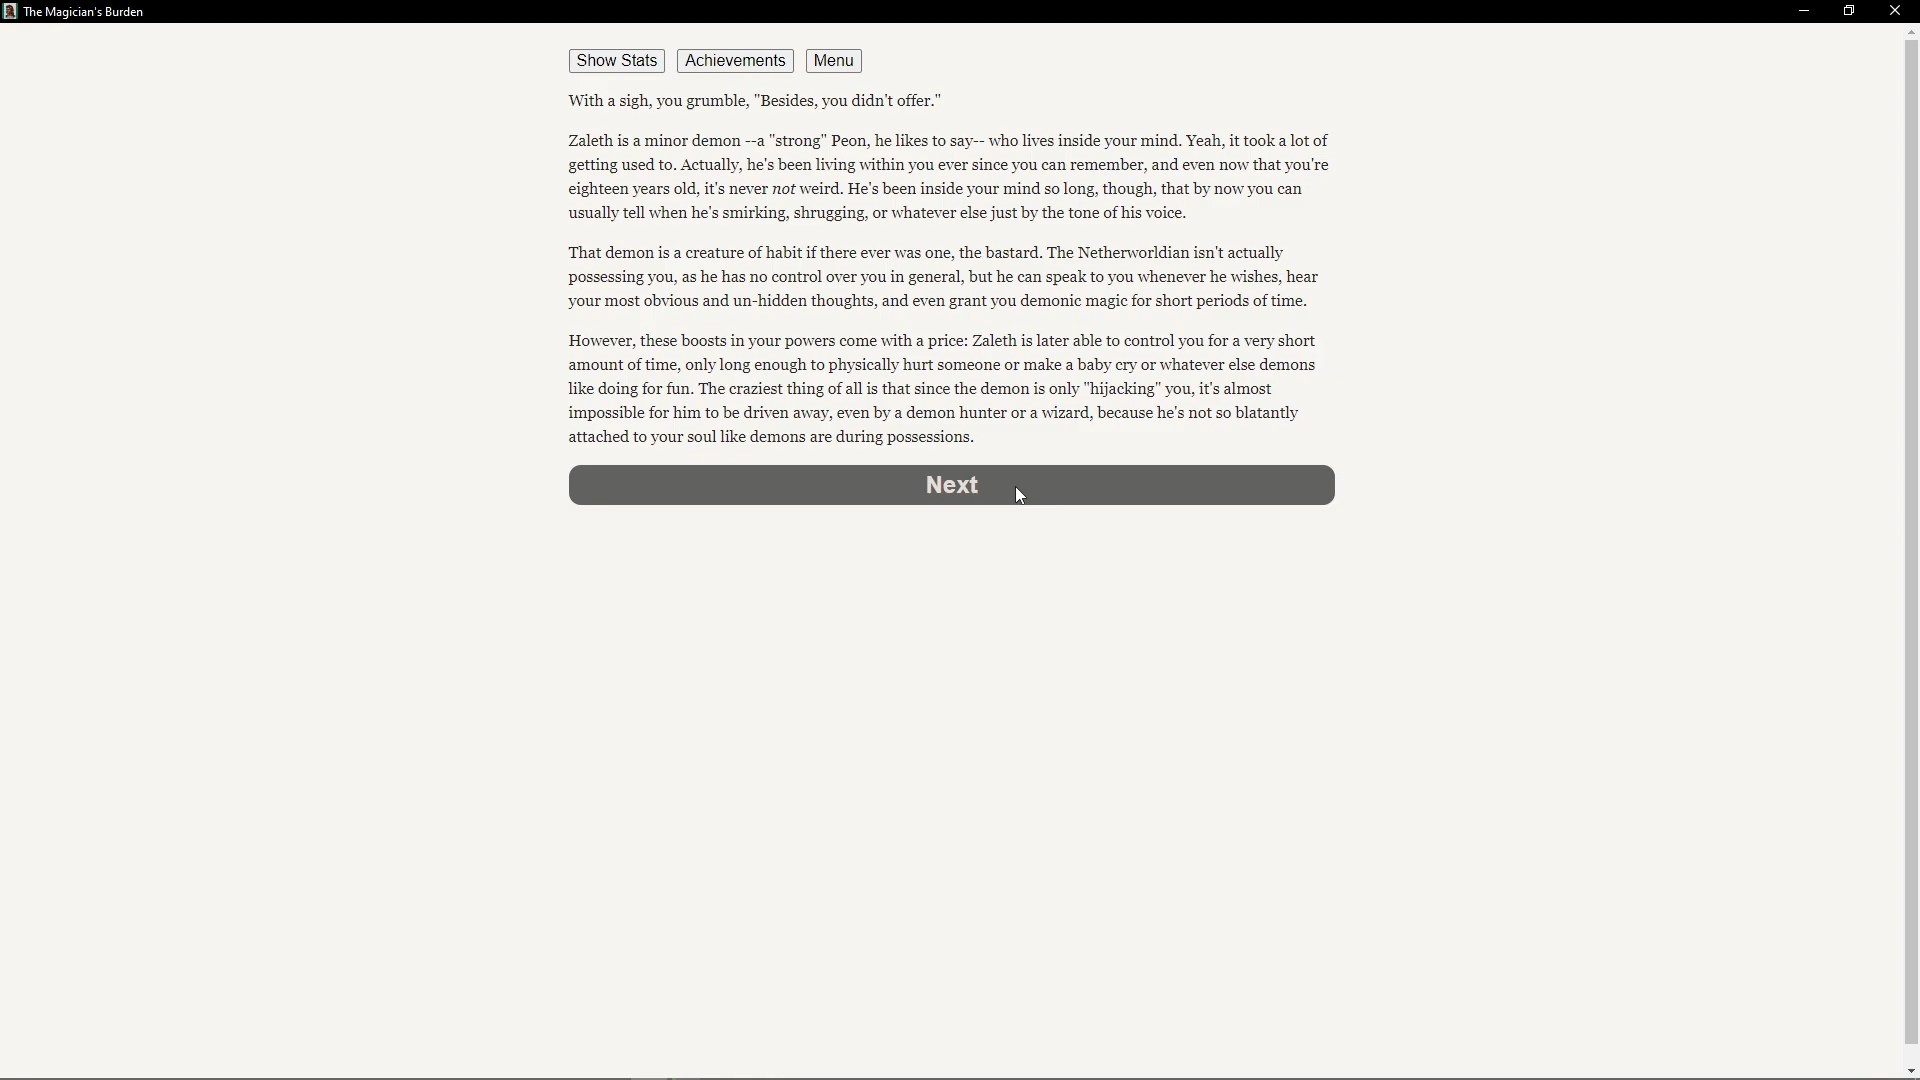 The Magician's Burden
Show Stats Achievements Menu
With a sigh, you grumble, "Besides, you didn't offer."
Zaleth is a minor demon --a "strong" Peon, he likes to say-- who lives inside your mind. Yeah, it took a lot of
getting used to. Actually, he's been living within you ever since you can remember, and even now that you're
eighteen years old, it's never not weird. He's been inside your mind so long, though, that by now you can
usually tell when he's smirking, shrugging, or whatever else just by the tone of his voice.
That demon is a creature of habit if there ever was one, the bastard. The Netherworldian isn't actually
possessing you, as he has no control over you in general, but he can speak to you whenever he wishes, hear
your most obvious and un-hidden thoughts, and even grant you demonic magic for short periods of time.
However, these boosts in your powers come with a price: Zaleth is later able to control you for a very short
amount of time, only long enough to physically hurt someone or make a baby cry or whatever else demons
like doing for fun. The craziest thing of all is that since the demon is only "hijacking" you, it's almost
impossible for him to be driven away, even by a demon hunter or a wizard, because he's not so blatantly
attached to your soul like demons are during possessions.
Next